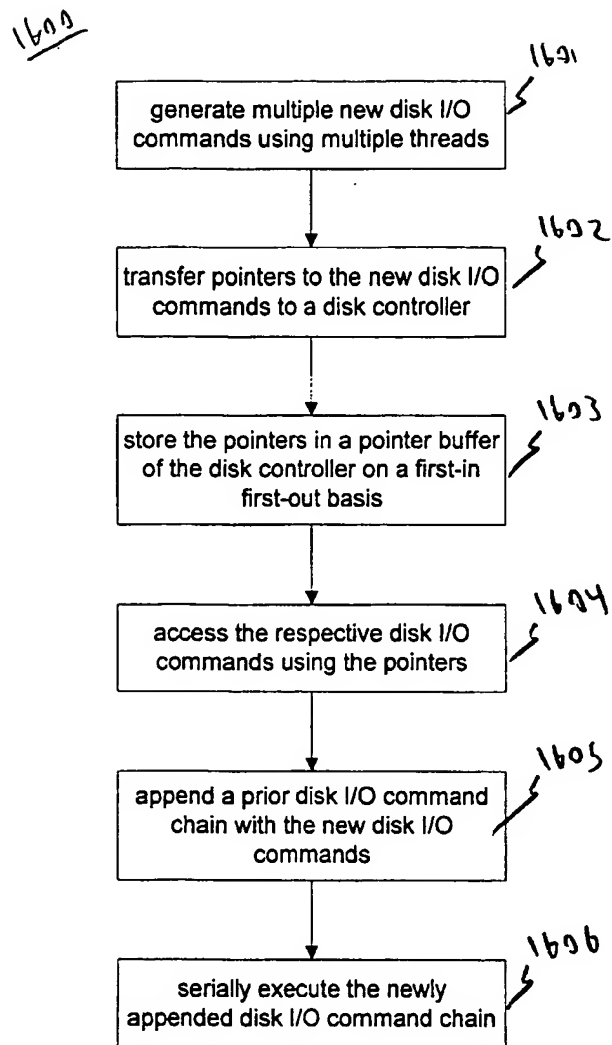 1600
1601
generate multiple new disk I/O
commands using multiple threads
1602
transfer pointers to the new disk I/O
commands to a disk controller
1603
store the pointers in a pointer buffer
of the disk controller on a first-in
first-out basis
1604
access the respective disk I/O
commands using the pointers
1605
append a prior disk I/O command
chain with the new disk I/O
commands
1606
serially execute the newly
appended disk I/O command chain